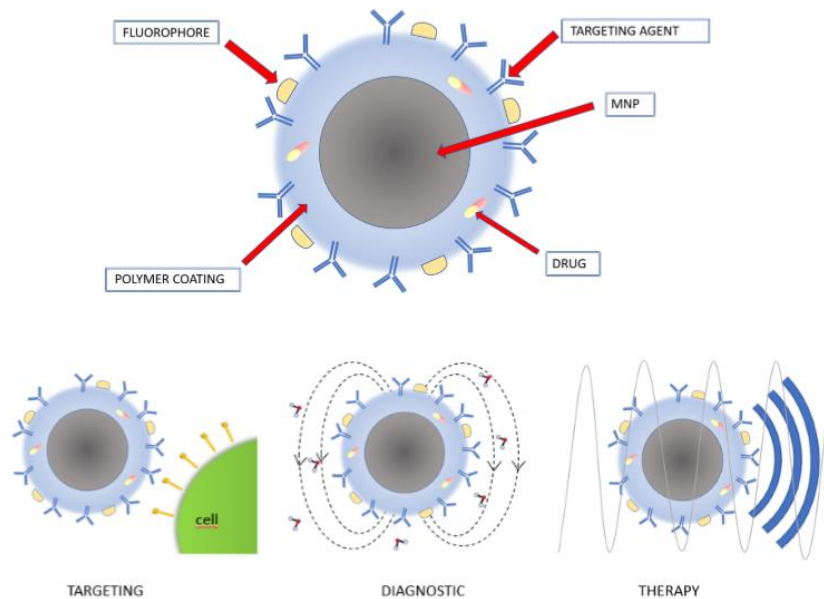 FLUOROPHORE
TARGETING AGENT
MNP
POLYMER COATING
DRUG
cell
TARGETING
DIAGNOSTIC
THERAPY